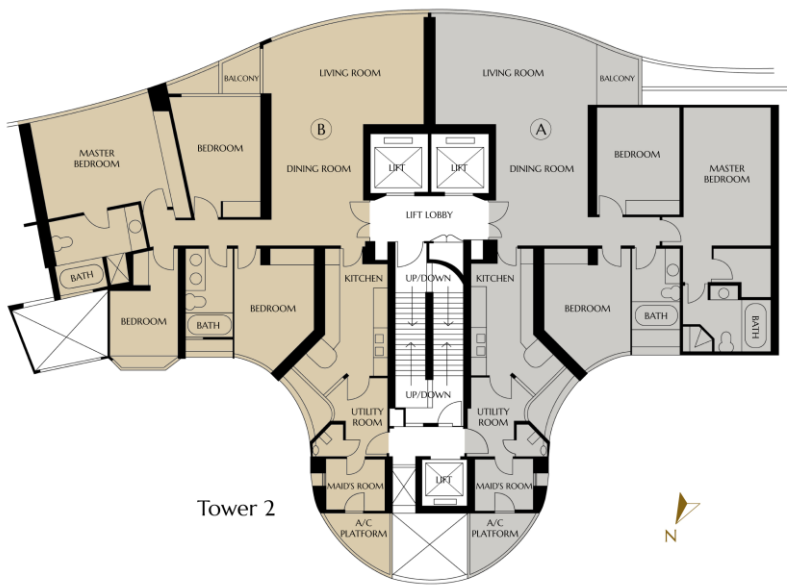 LIVING ROOM
LIVING ROOM
BALCONY
BALCONY
B
A
BEDROOM
MASTER
BEDROOM
BEDROOM
MASTER
BEDROOM
DINING ROOM
LIFT
LIFT
DINING ROOM
LIFT LOBBY
BATH
KITCHEN
UP/DOWN
KITCHEN
BEDROOM
BATH
BEDROOM
BEDROOM
BATH
BATH
UP/DOWN
UTILITY
ROOM
UTILITY
ROOM
MAID'S ROOM
LIFT
MAID'S ROOM
Tower 2
A/C
PLATFORM
A/C
PLATFORM
N